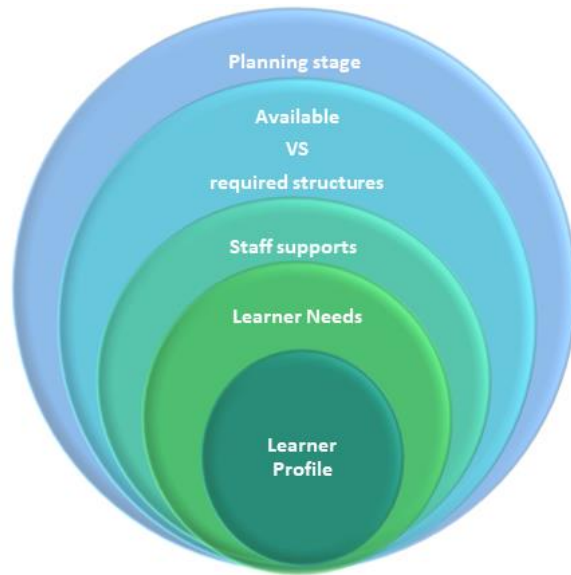 Planning stage
Available
VS
required structures
Staff supports
Learner Needs
Learner
Profile